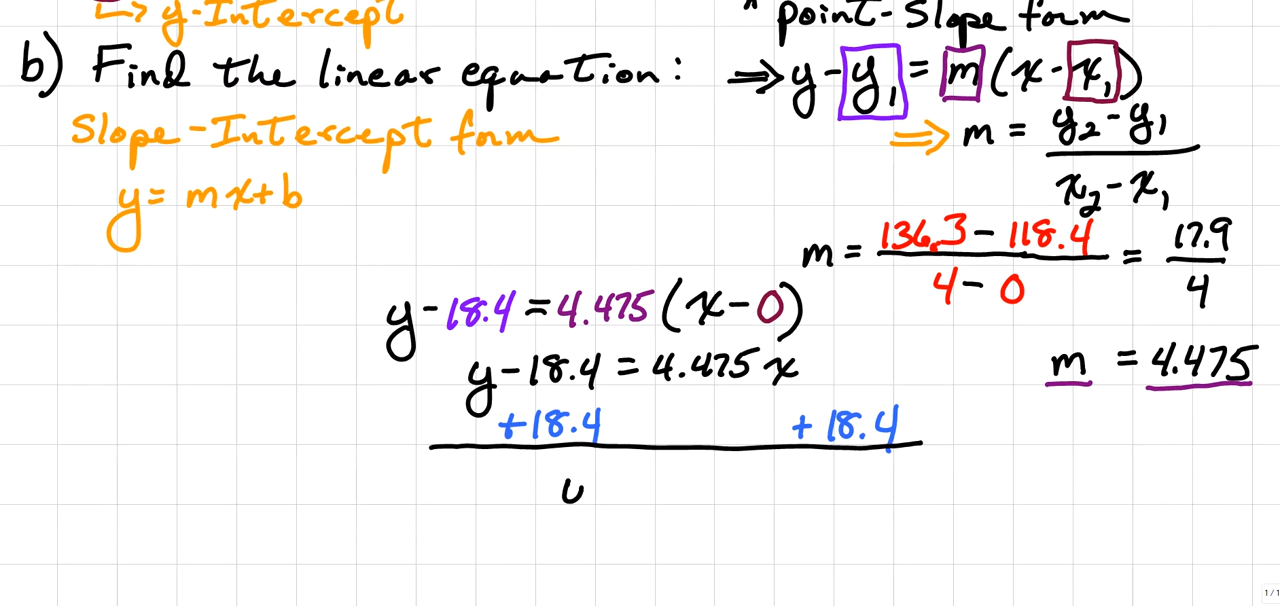 ↳ y-Intercept
point-Slope form
b) Find the linear equation: ⇒ y - y₁ = m(x - x₁)
Slope-Intercept form
⇒ m = y₂ - y₁ / x₂ - x₁
y = mx + b
m = 136.3 - 118.4 / 4 - 0 = 17.9 / 4
y - 18.4 = 4.475(x - 0)
m = 4.475
y - 18.4 = 4.475x
+18.4 + 18.4
1/1